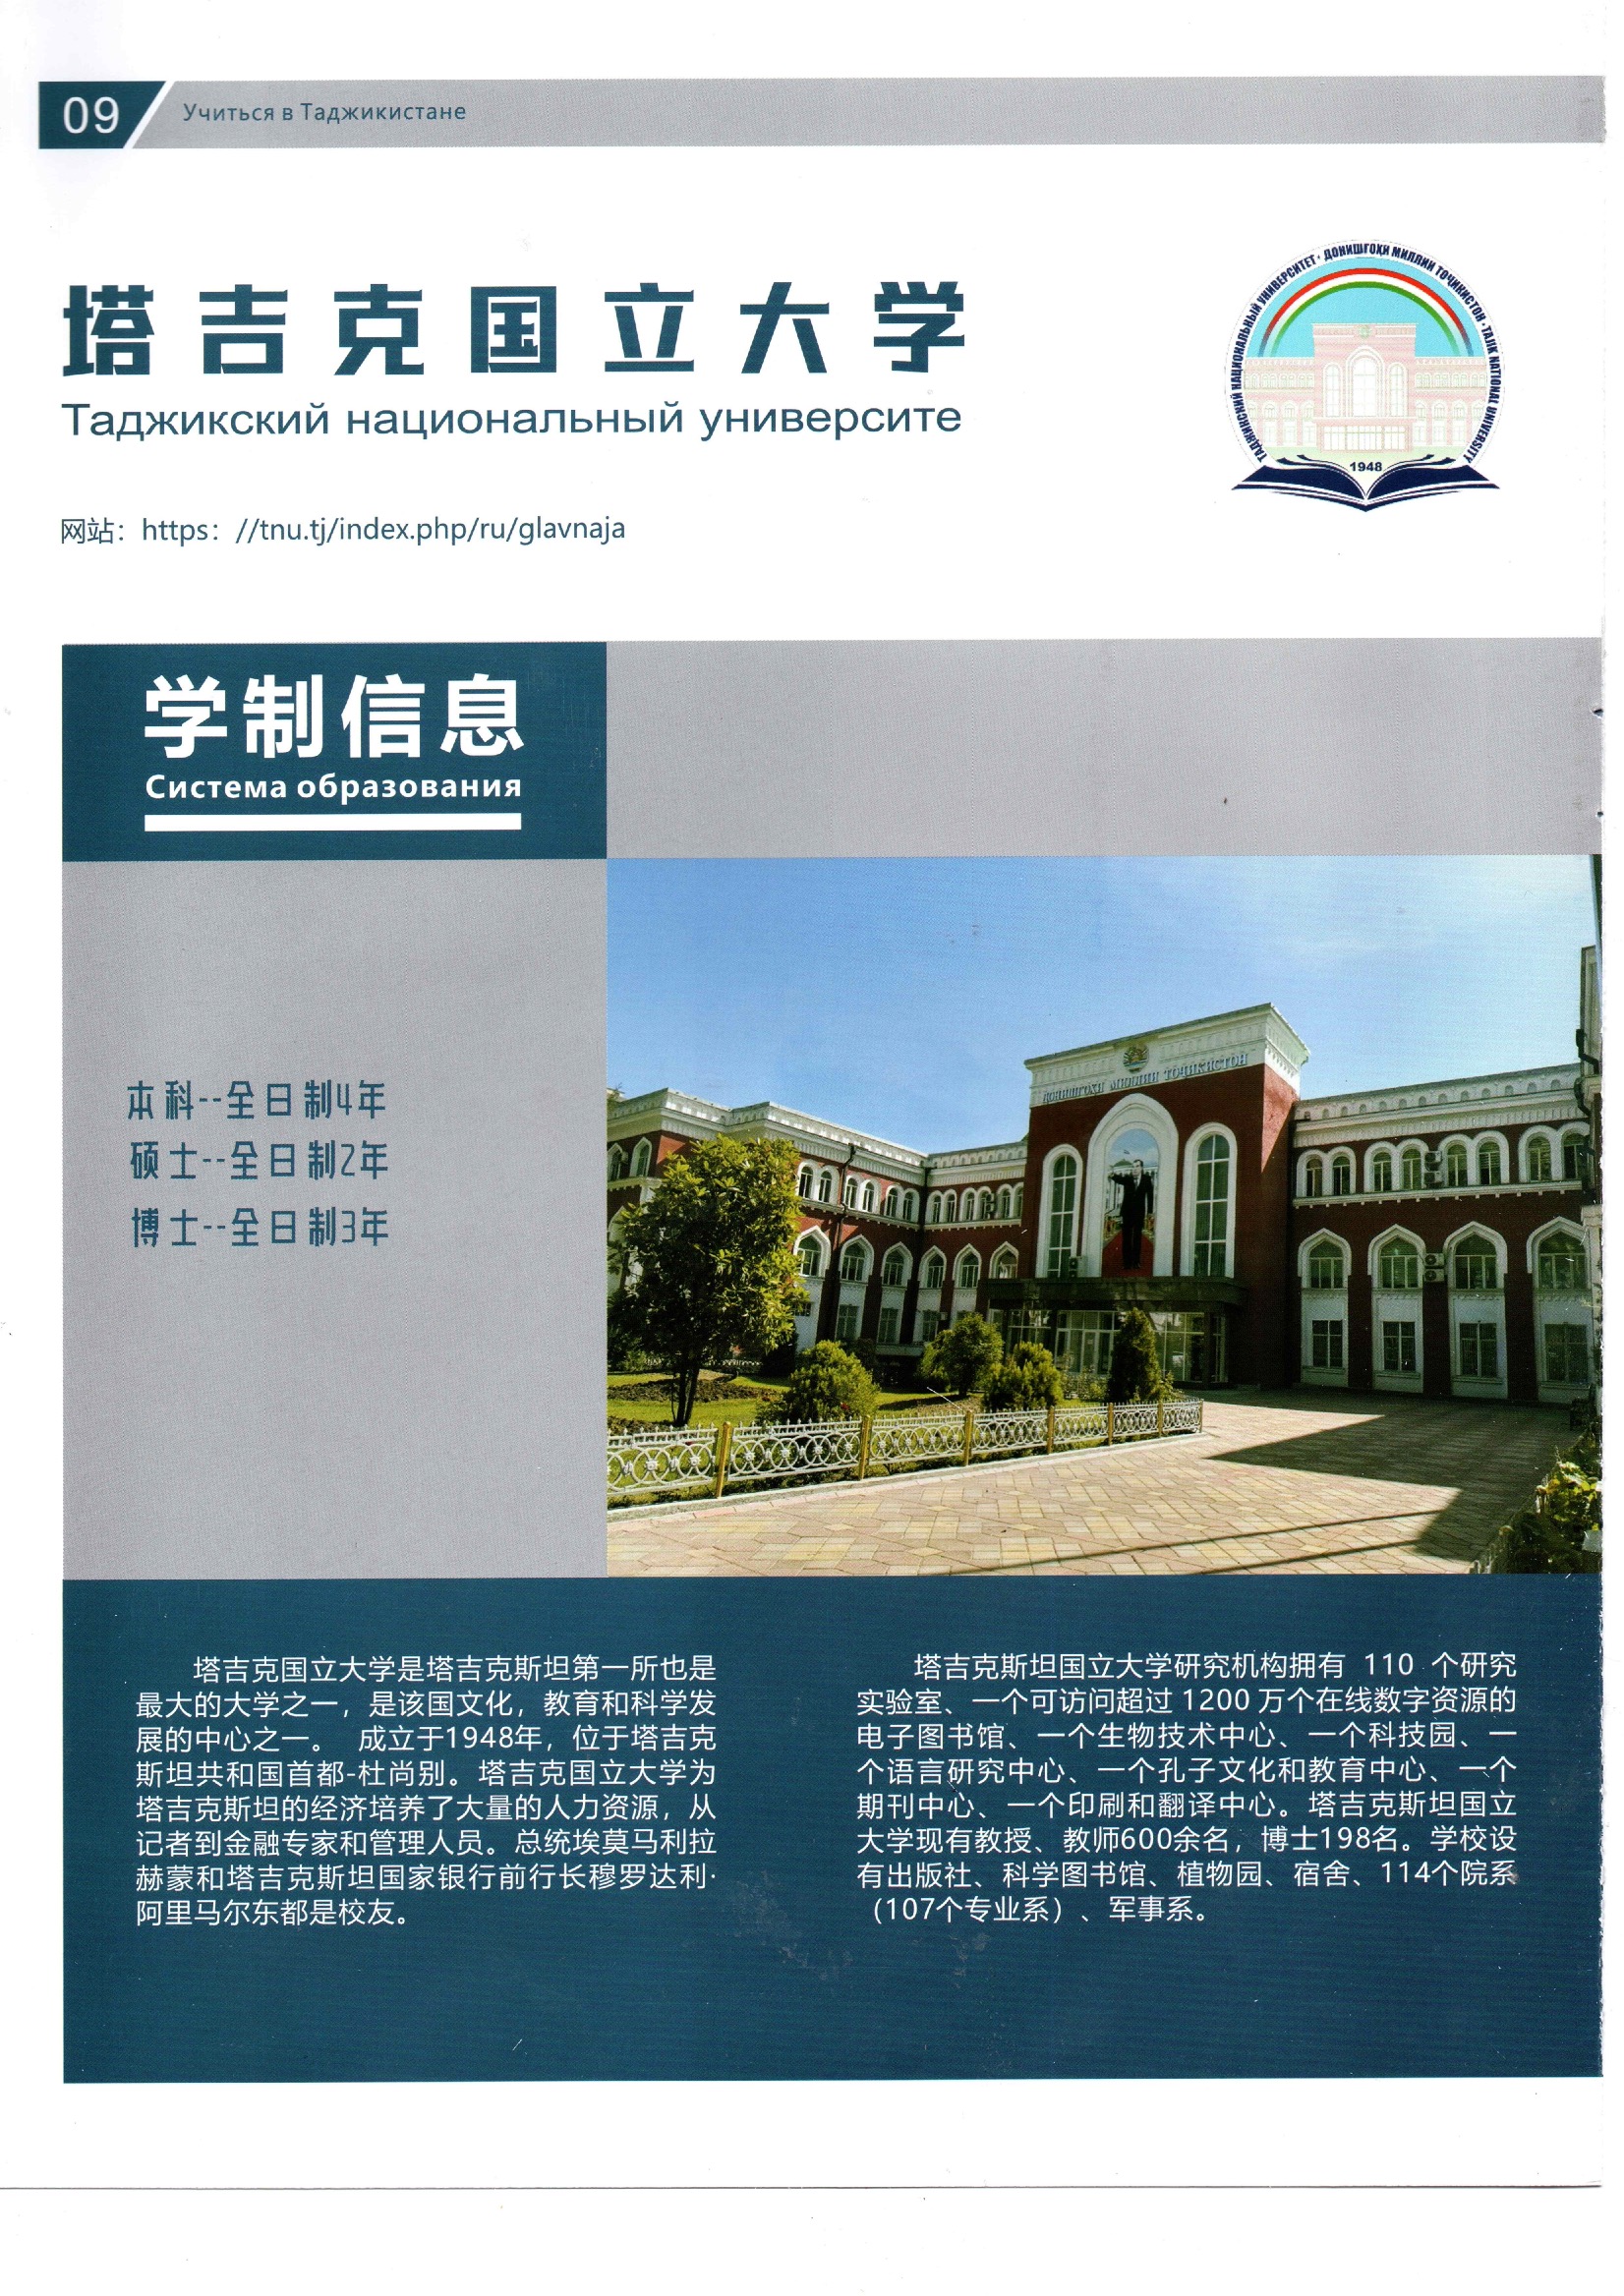 09
Учиться в Таджикистане
塔吉克国立大学
Таджикский национальный университе
ТАДЖИКСКИЙ НАЦИОНАЛЬНЫЙ УНИВЕРСИТЕТ · ДОНИШГОҲИ МИЛЛИИ ТОҶИКИСТОН · TAJIK NATIONAL UNIVERSITY
1948
网站：https：//tnu.tj/index.php/ru/glavnaja
学制信息
Система образования
ДОНИШГОҲИ МИЛЛИИ ТОҶИКИСТОН
本科--全日制4年
硕士--全日制2年
博士--全日制3年
塔吉克国立大学是塔吉克斯坦第一所也是
最大的大学之一，是该国文化，教育和科学发
展的中心之一。 成立于1948年，位于塔吉克
斯坦共和国首都-杜尚别。塔吉克国立大学为
塔吉克斯坦的经济培养了大量的人力资源，从
记者到金融专家和管理人员。总统埃莫马利拉
赫蒙和塔吉克斯坦国家银行前行长穆罗达利·
阿里马尔东都是校友。
塔吉克斯坦国立大学研究机构拥有 110 个研究
实验室、一个可访问超过 1200 万个在线数字资源的
电子图书馆、一个生物技术中心、一个科技园、一
个语言研究中心、一个孔子文化和教育中心、一个
期刊中心、一个印刷和翻译中心。塔吉克斯坦国立
大学现有教授、教师600余名，博士198名。学校设
有出版社、科学图书馆、植物园、宿舍、114个院系
（107个专业系）、军事系。